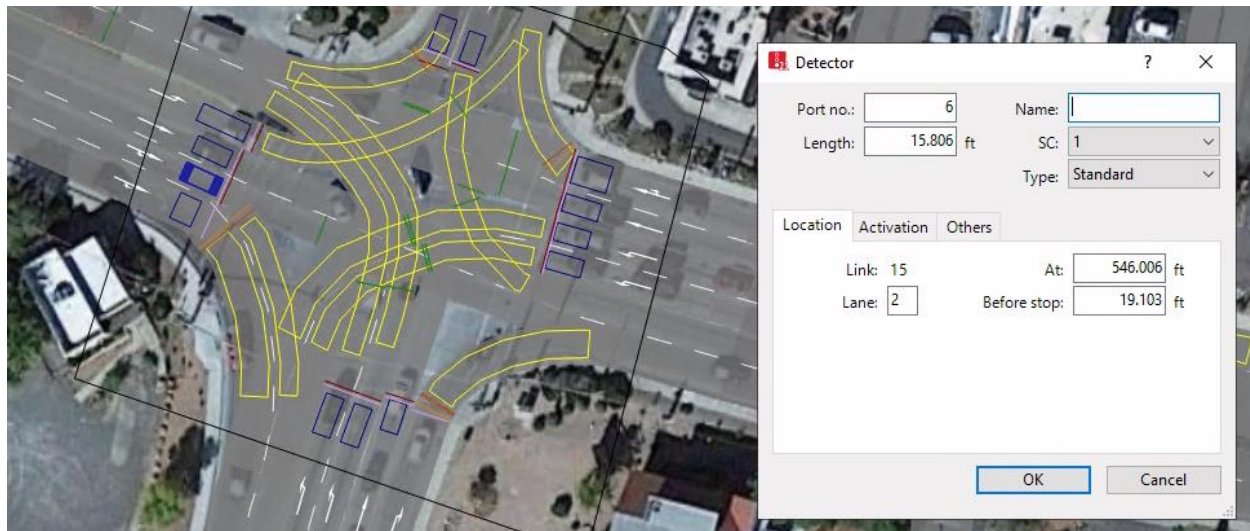 Detector ? ×
Port no.: 6 Name:
Length: 15.806 ft SC: 1
Type: Standard
Location Activation Others
Link: 15 At: 546.006 ft
Lane: 2 Before stop: 19.103 ft
OK Cancel